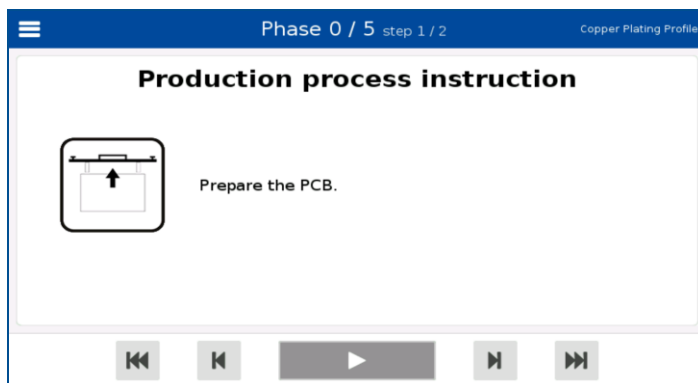 Phase 0 / 5 step 1 / 2
Copper Plating Profile
Production process instruction
Prepare the PCB.